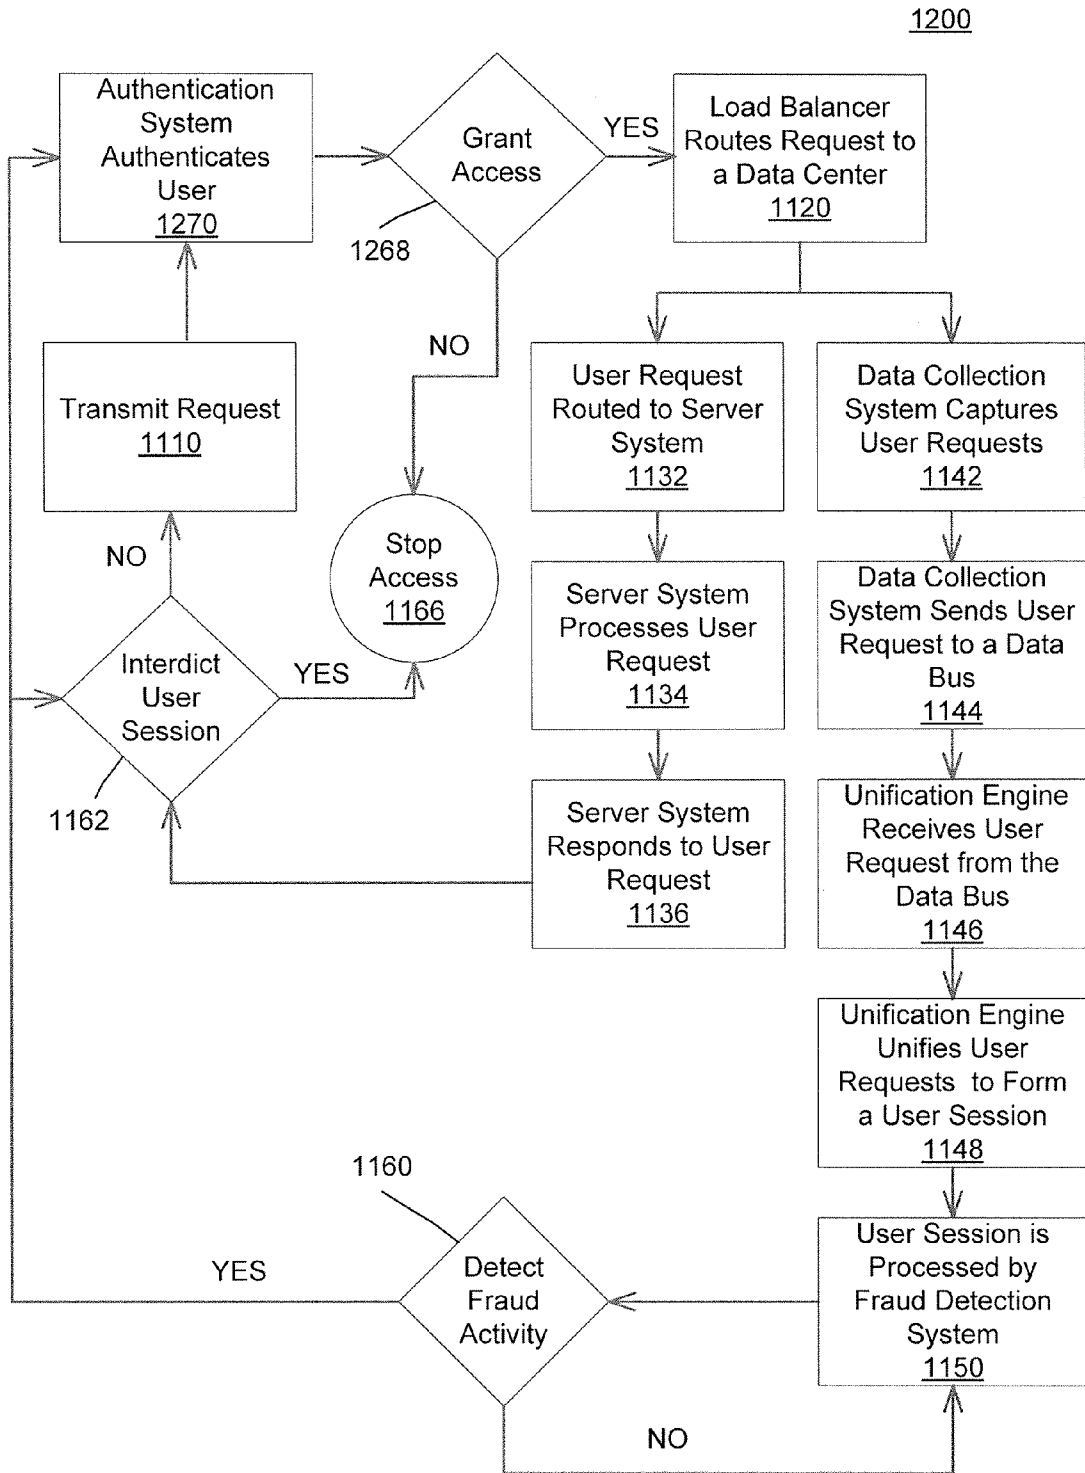 1200
Authentication
System
Authenticates
User
1270
Grant
Access
1268
YES
Load Balancer
Routes Request to
a Data Center
1120
NO
Transmit Request
1110
User Request
Routed to Server
System
1132
Data Collection
System Captures
User Requests
1142
NO
Stop
Access
1166
Interdict
User
Session
1162
YES
Server System
Processes User
Request
1134
Data Collection
System Sends User
Request to a Data
Bus
1144
Server System
Responds to User
Request
1136
Unification Engine
Receives User
Request from the
Data Bus
1146
Unification Engine
Unifies User
Requests to Form
a User Session
1148
1160
YES
Detect
Fraud
Activity
User Session is
Processed by
Fraud Detection
System
1150
NO